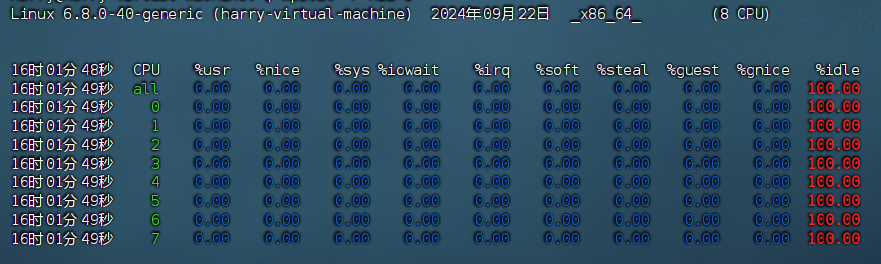 Linux 6.8.0-40-generic (harry-virtual-machine) 2024年09月22日 _x86_64_ (8 CPU)
16时01分48秒 CPU %usr %nice %sys %iowait %irq %soft %steal %guest %gnice %idle
16时01分49秒 all 0.00 0.00 0.00 0.00 0.00 0.00 0.00 0.00 0.00 100.00
16时01分49秒 0 0.00 0.00 0.00 0.00 0.00 0.00 0.00 0.00 0.00 100.00
16时01分49秒 1 0.00 0.00 0.00 0.00 0.00 0.00 0.00 0.00 0.00 100.00
16时01分49秒 2 0.00 0.00 0.00 0.00 0.00 0.00 0.00 0.00 0.00 100.00
16时01分49秒 3 0.00 0.00 0.00 0.00 0.00 0.00 0.00 0.00 0.00 100.00
16时01分49秒 4 0.00 0.00 0.00 0.00 0.00 0.00 0.00 0.00 0.00 100.00
16时01分49秒 5 0.00 0.00 0.00 0.00 0.00 0.00 0.00 0.00 0.00 100.00
16时01分49秒 6 0.00 0.00 0.00 0.00 0.00 0.00 0.00 0.00 0.00 100.00
16时01分49秒 7 0.00 0.00 0.00 0.00 0.00 0.00 0.00 0.00 0.00 100.00